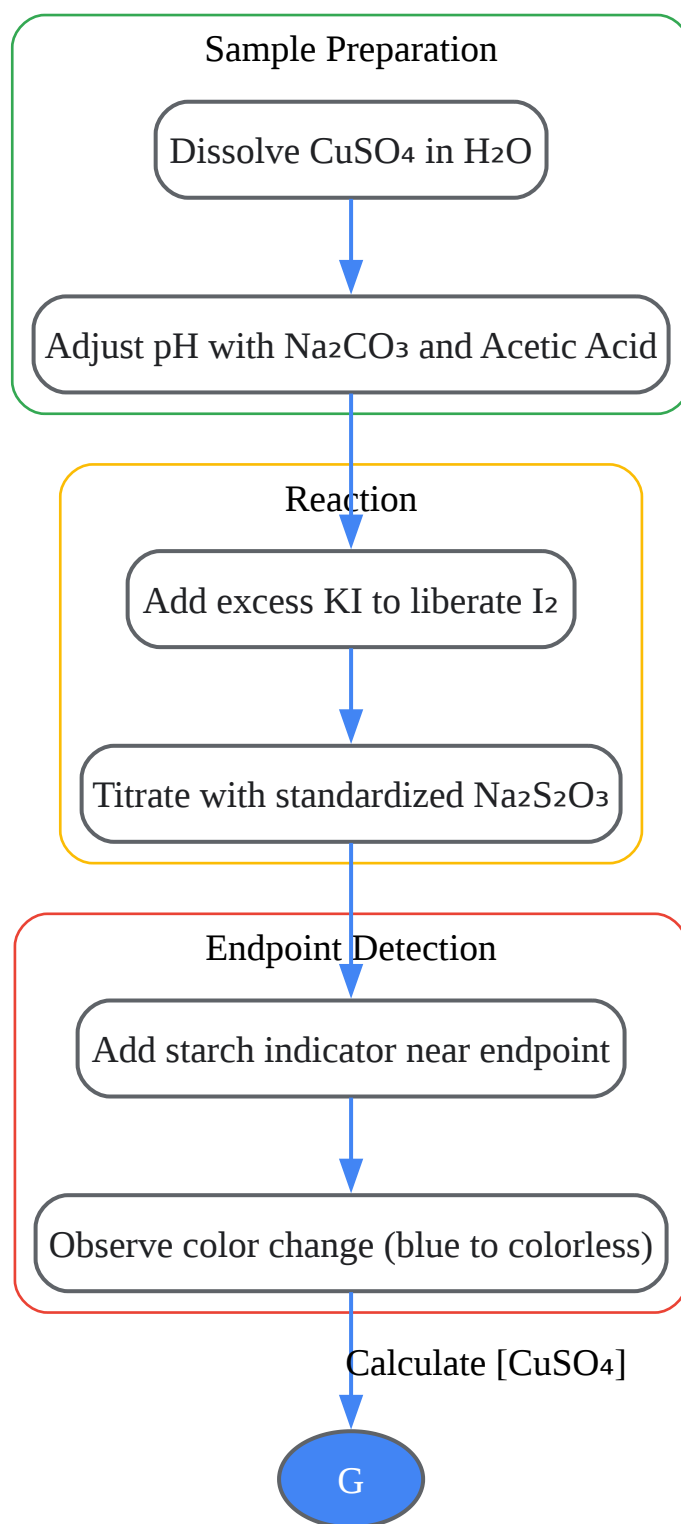 Sample Preparation
Dissolve CuSO₄ in H₂O
Adjust pH with Na₂CO₃ and Acetic Acid
Reaction
Add excess KI to liberate I₂
Titrate with standardized Na₂S₂O₃
Endpoint Detection
Add starch indicator near endpoint
Observe color change (blue to colorless)
Calculate [CuSO₄]
G